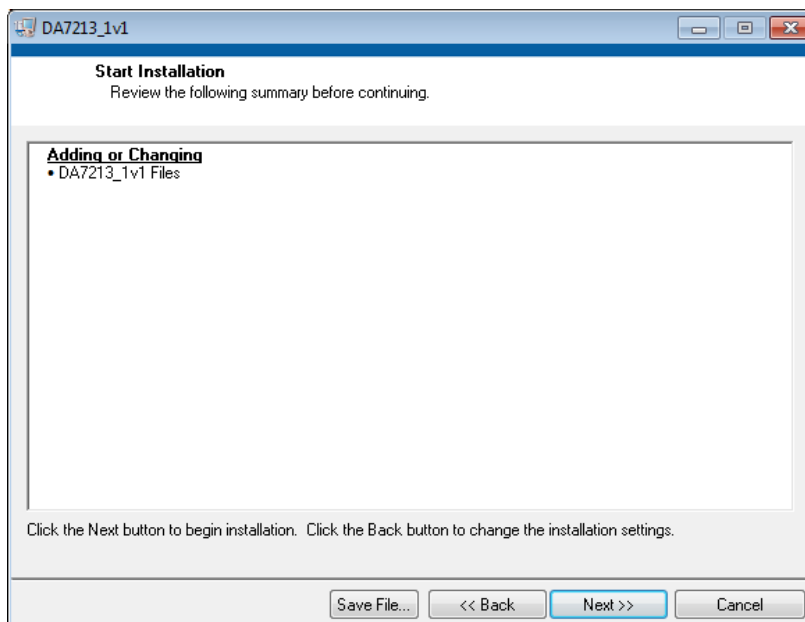 DA7213_1v1
Start Installation
Review the following summary before continuing.
Adding or Changing
• DA7213_1v1 Files
Click the Next button to begin installation.  Click the Back button to change the installation settings.
Save File... << Back Next >> Cancel